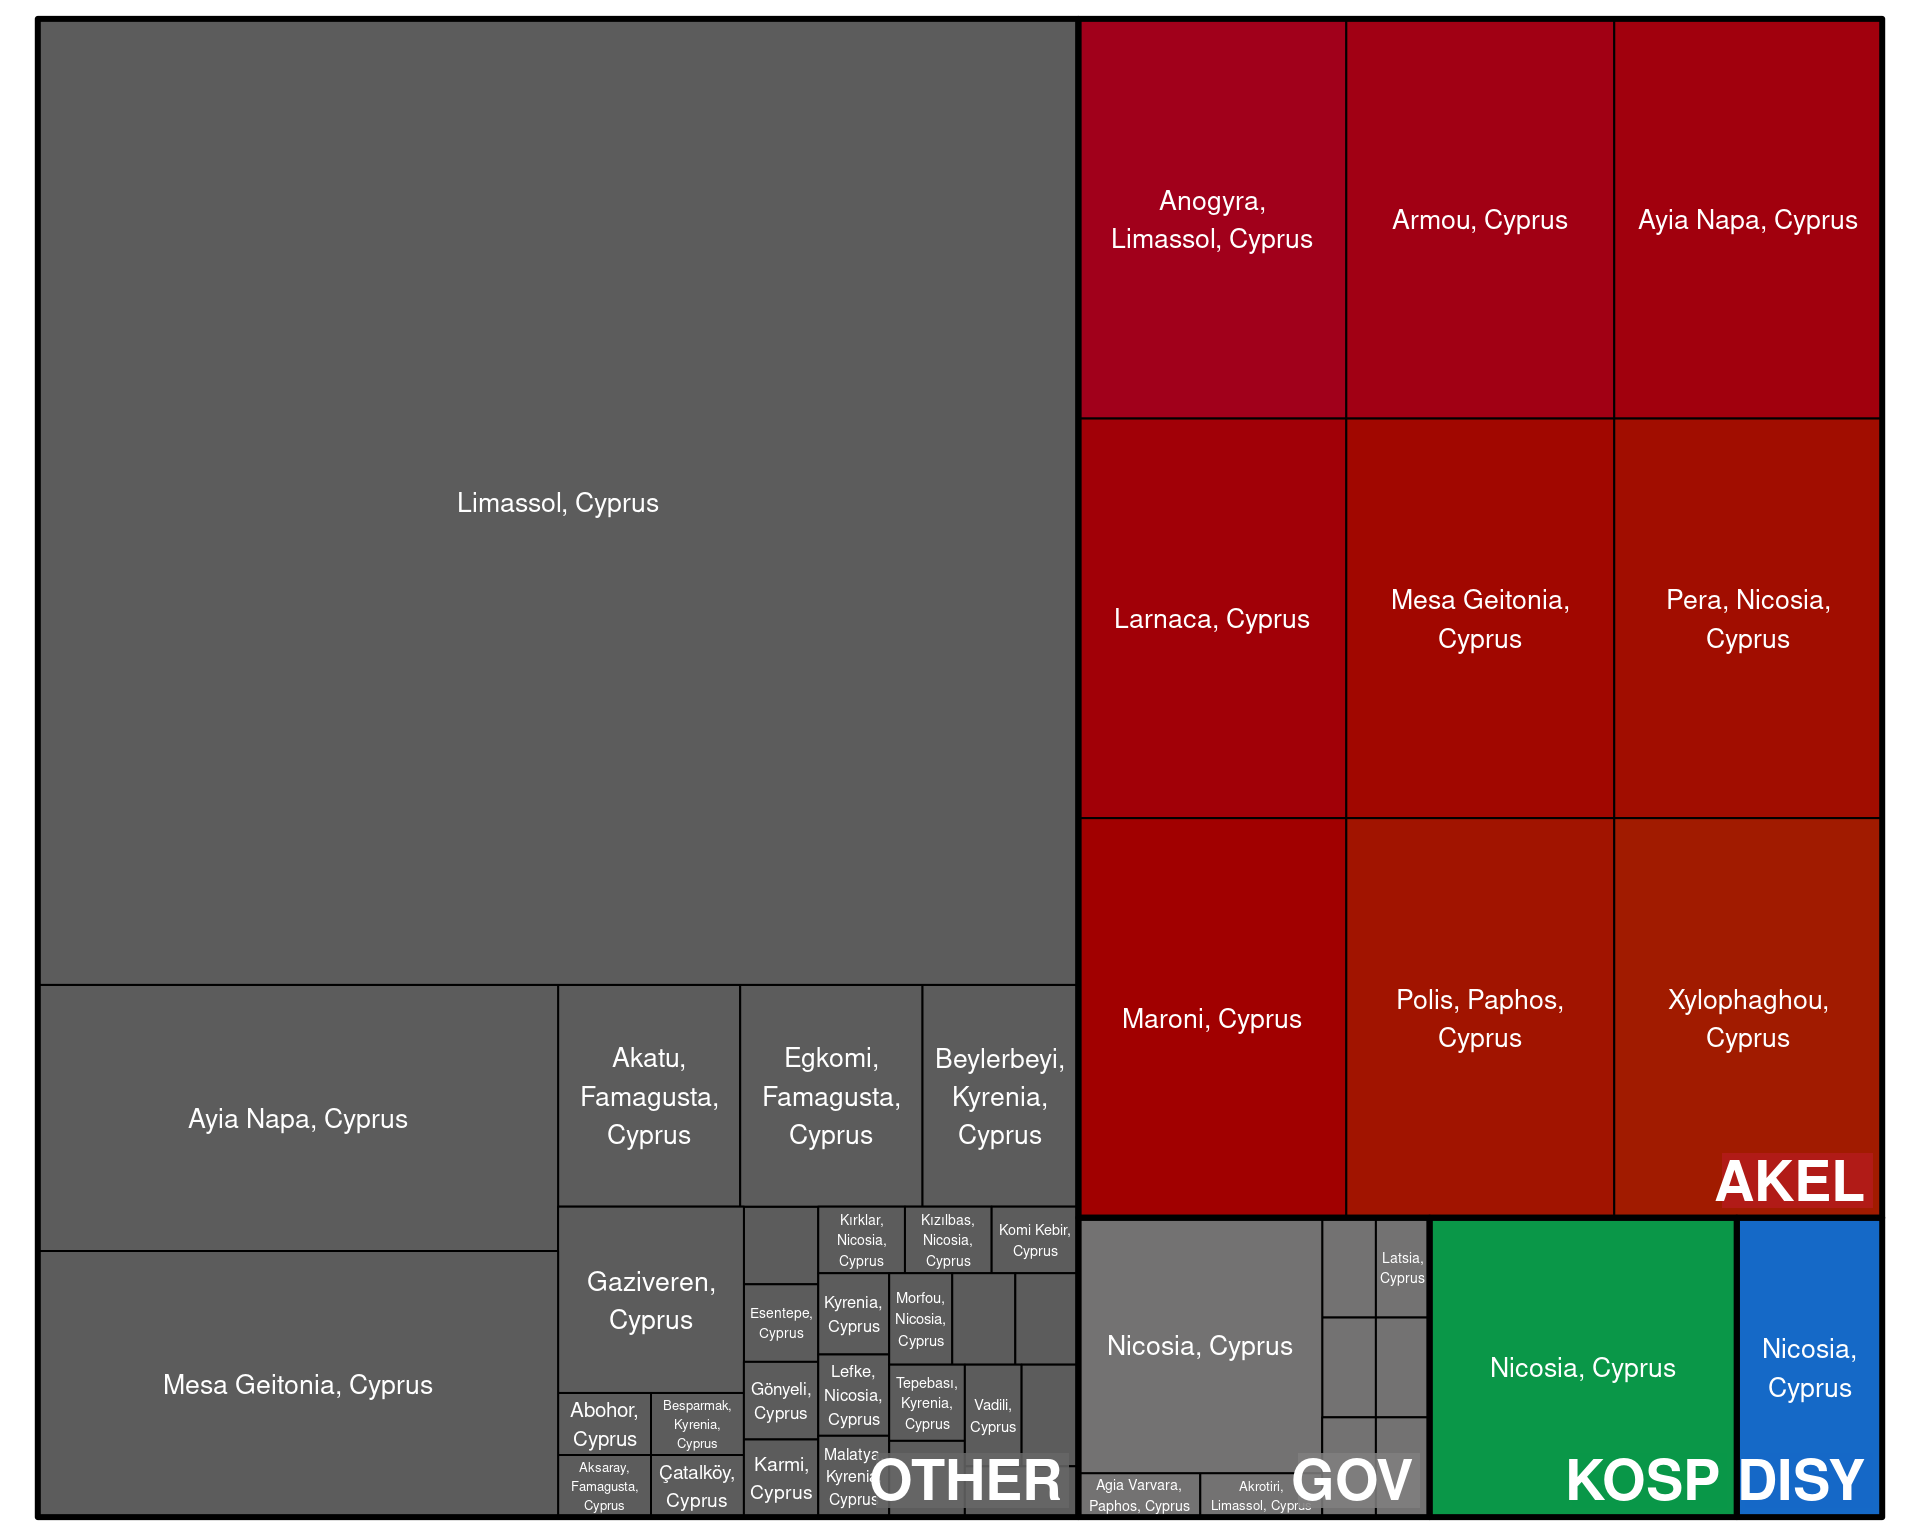 Limassol, Cyprus
Ayia Napa, Cyprus
Mesa Geitonia, Cyprus
Akatu,
Famagusta,
Cyprus
Egkomi,
Famagusta,
Cyprus
Beylerbeyi,
Kyrenia,
Cyprus
Gaziveren,
Cyprus
Abohor,
Cyprus
Besparmak,
Kyrenia,
Cyprus
Aksaray,
Famagusta,
Cyprus
Çatalköy,
Cyprus
Esentepe,
Cyprus
Gönyeli,
Cyprus
Karmi,
Cyprus
Kırklar,
Nicosia,
Cyprus
Kızılbas,
Nicosia,
Cyprus
Komi Kebir,
Cyprus
Kyrenia,
Cyprus
Lefke,
Nicosia,
Cyprus
Malatya,
Kyrenia,
Cyprus
Morfou,
Nicosia,
Cyprus
Tepebası,
Kyrenia,
Cyprus
Vadili,
Cyprus
OTHER
Anogyra,
Limassol, Cyprus
Armou, Cyprus
Ayia Napa, Cyprus
Larnaca, Cyprus
Mesa Geitonia,
Cyprus
Pera, Nicosia,
Cyprus
Maroni, Cyprus
Polis, Paphos,
Cyprus
Xylophaghou,
Cyprus
AKEL
Nicosia, Cyprus
Latsia,
Cyprus
Agia Varvara,
Paphos, Cyprus
Akrotiri,
Limassol, Cyprus
GOV
Nicosia, Cyprus
KOSP
Nicosia,
Cyprus
DISY